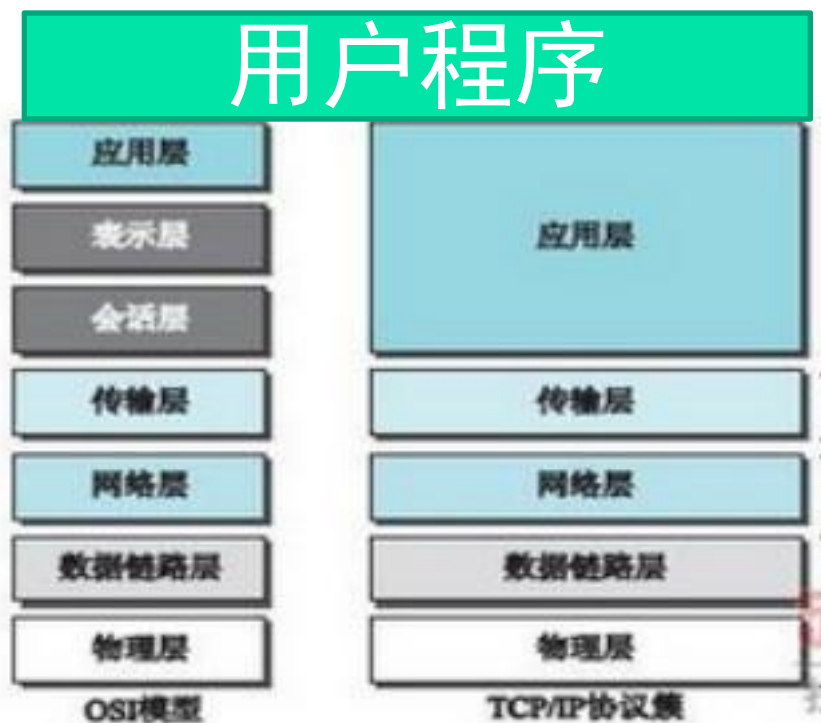 用户程序
应用层
表示层
会话层
传输层
网络层
数据链路层
物理层
OSI模型
应用层
传输层
网络层
数据链路层
物理层
TCP/IP协议簇